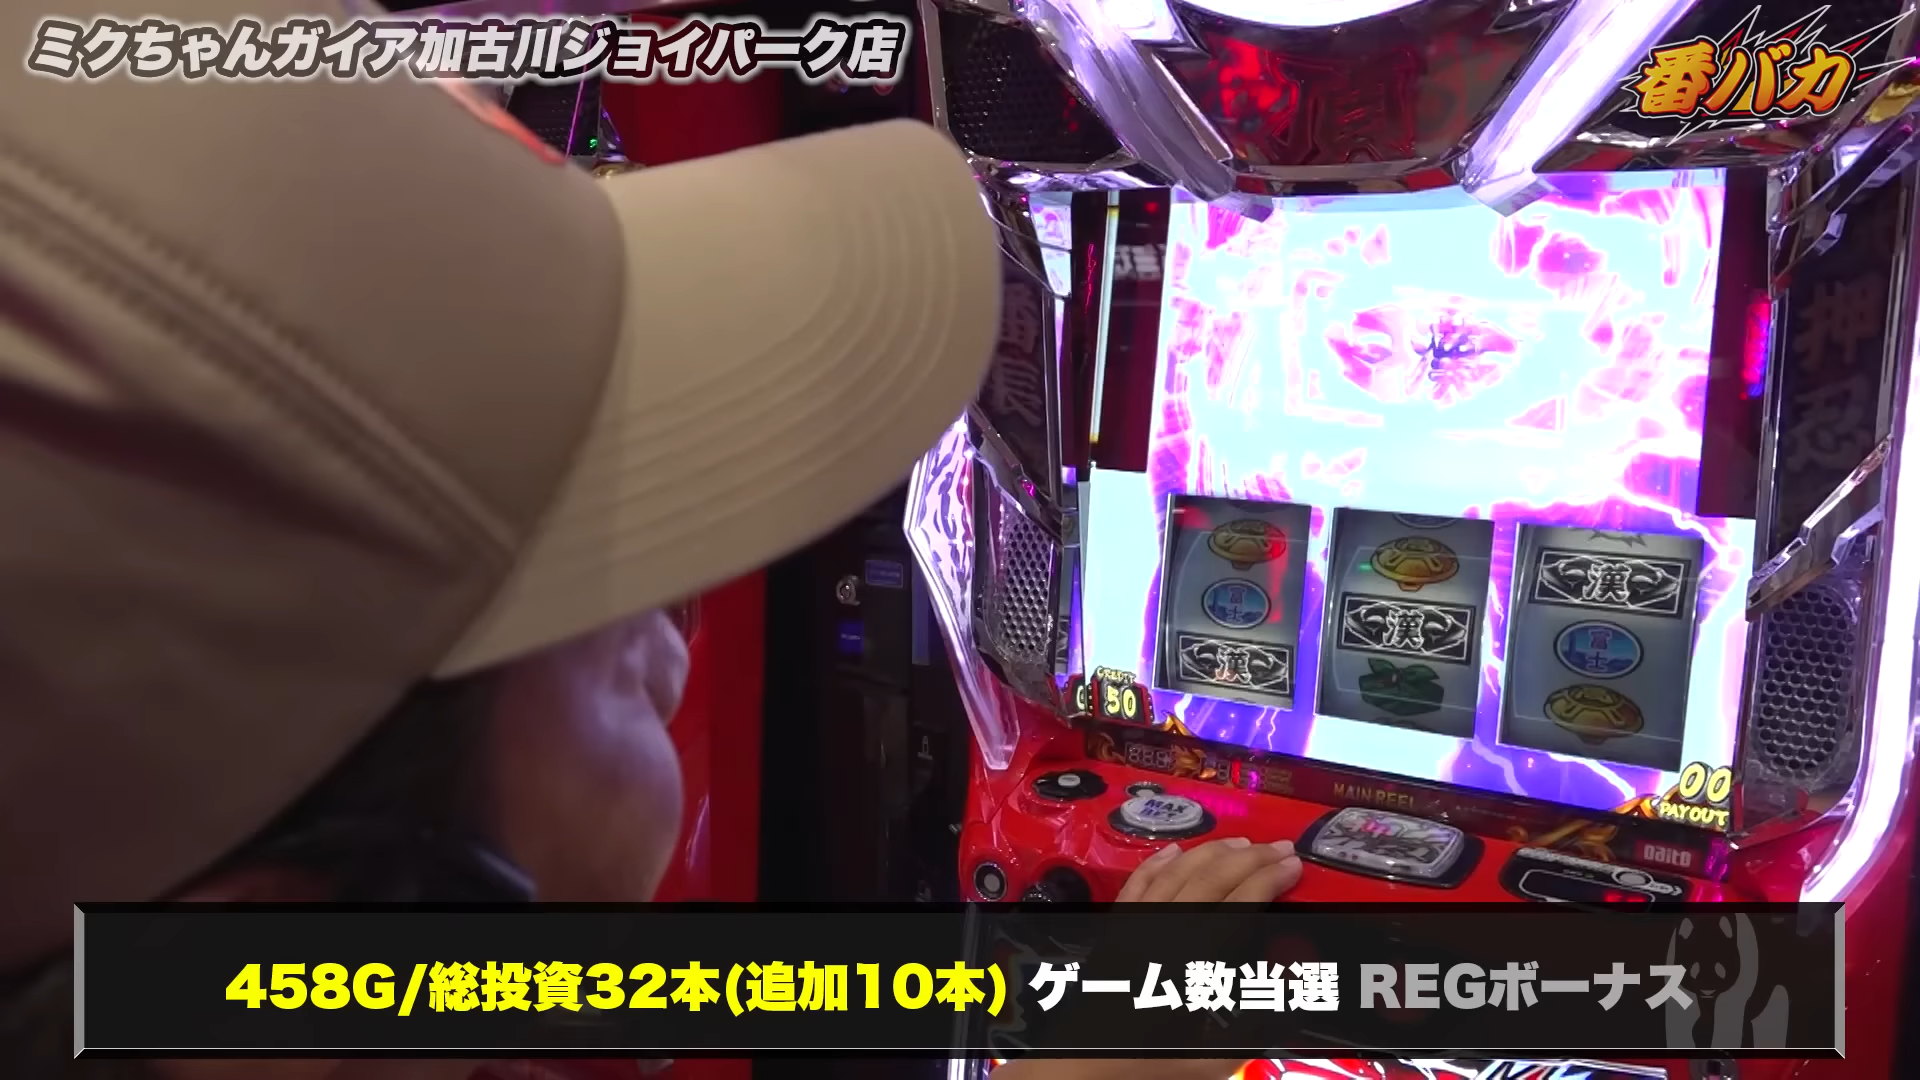 ミクちゃんガイア加古川ジョイパーク店
番バカ
押忍
漢
富士
漢
漢
漢
富士
CREDIT
50
00
PAYOUT
MAIN REEL
MAX BET
Daito
458G/総投資32本(追加10本) ゲーム数当選 REGボーナス